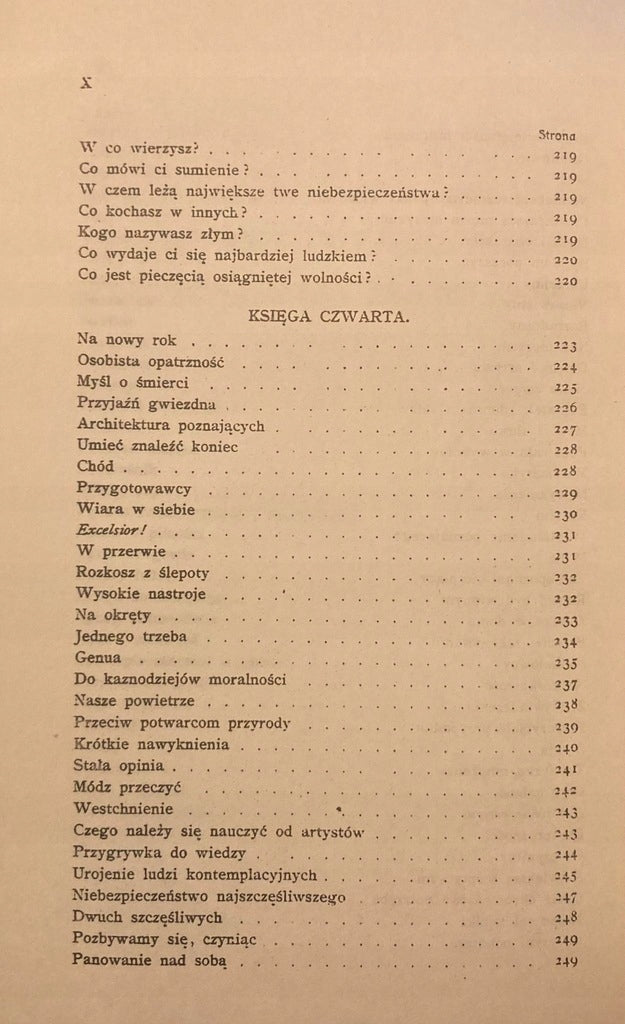 X
Strona
W co wierzysz? . . . . . . . . . . . . . . . 219
Co mówi ci sumienie? . . . . . . . . . . . . . 219
W czem leżą największe twe niebezpieczeństwa? . . . . . 219
Co kochasz w innych? . . . . . . . . . . . . . 219
Kogo nazywasz złym? . . . . . . . . . . . . . 219
Co wydaje ci się najbardziej ludzkiem? . . . . . . . 220
Co jest pieczęcią osiągniętej wolności? . . . . . . . . 220
KSIĘGA CZWARTA.
Na nowy rok . . . . . . . . . . . . . . . . 223
Osobista opatrzność . . . . . . . . . . . . . . 224
Myśl o śmierci . . . . . . . . . . . . . . . 225
Przyjaźń gwiezdna . . . . . . . . . . . . . . 226
Architektura poznających . . . . . . . . . . . . 227
Umieć znaleźć koniec . . . . . . . . . . . . . 228
Chód . . . . . . . . . . . . . . . . . . . 228
Przygotowawcy . . . . . . . . . . . . . . . 229
Wiara w siebie . . . . . . . . . . . . . . . 230
Excelsior! . . . . . . . . . . . . . . . . . 231
W przerwie . . . . . . . . . . . . . . . . . 231
Rozkosz z ślepoty . . . . . . . . . . . . . . 232
Wysokie nastroje . . . . . . . . . . . . . . . 232
Na okręty . . . . . . . . . . . . . . . . . 233
Jednego trzeba . . . . . . . . . . . . . . . 234
Genua . . . . . . . . . . . . . . . . . . 235
Do kaznodziejów moralności . . . . . . . . . . . 237
Nasze powietrze . . . . . . . . . . . . . . . 238
Przeciw potwarcom przyrody . . . . . . . . . . . 239
Krótkie nawyknienia . . . . . . . . . . . . . . 240
Stała opinia . . . . . . . . . . . . . . . . . 241
Módz przeczyć . . . . . . . . . . . . . . . 242
Westchnienie . . . . . . . . . . . . . . . . 243
Czego należy się nauczyć od artystów . . . . . . . . 243
Przygrywka do wiedzy . . . . . . . . . . . . . 244
Urojenie ludzi kontemplacyjnych . . . . . . . . . . 245
Niebezpieczeństwo najszczęśliwszego . . . . . . . . . 247
Dwuch szczęśliwych . . . . . . . . . . . . . . 248
Pozbywamy się, czyniąc . . . . . . . . . . . . . 249
Panowanie nad sobą . . . . . . . . . . . . . . 249